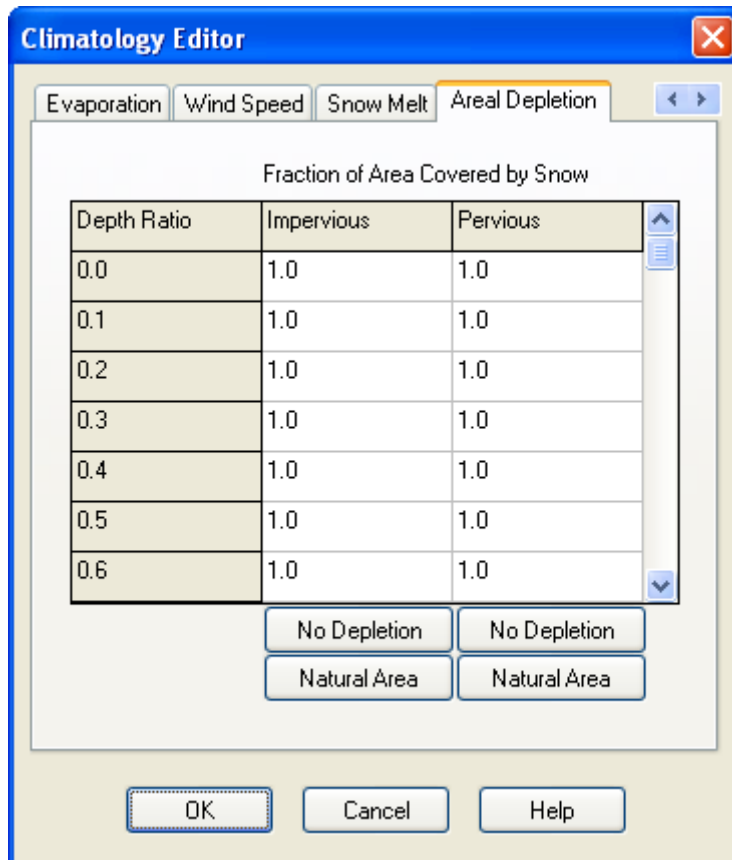 Climatology Editor
Evaporation Wind Speed Snow Melt Areal Depletion
Fraction of Area Covered by Snow
Depth Ratio Impervious Pervious
0.0 1.0 1.0
0.1 1.0 1.0
0.2 1.0 1.0
0.3 1.0 1.0
0.4 1.0 1.0
0.5 1.0 1.0
0.6 1.0 1.0
No Depletion No Depletion
Natural Area Natural Area
OK Cancel Help